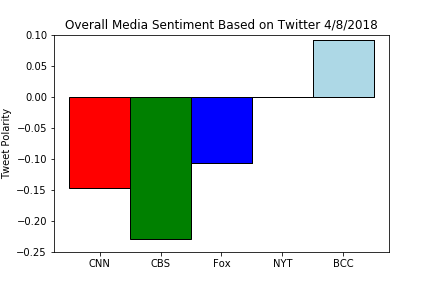 Overall Media Sentiment Based on Twitter 4/8/2018
Tweet Polarity
0.10
0.05
0.00
−0.05
−0.10
−0.15
−0.20
−0.25
CNN CBS Fox NYT BCC